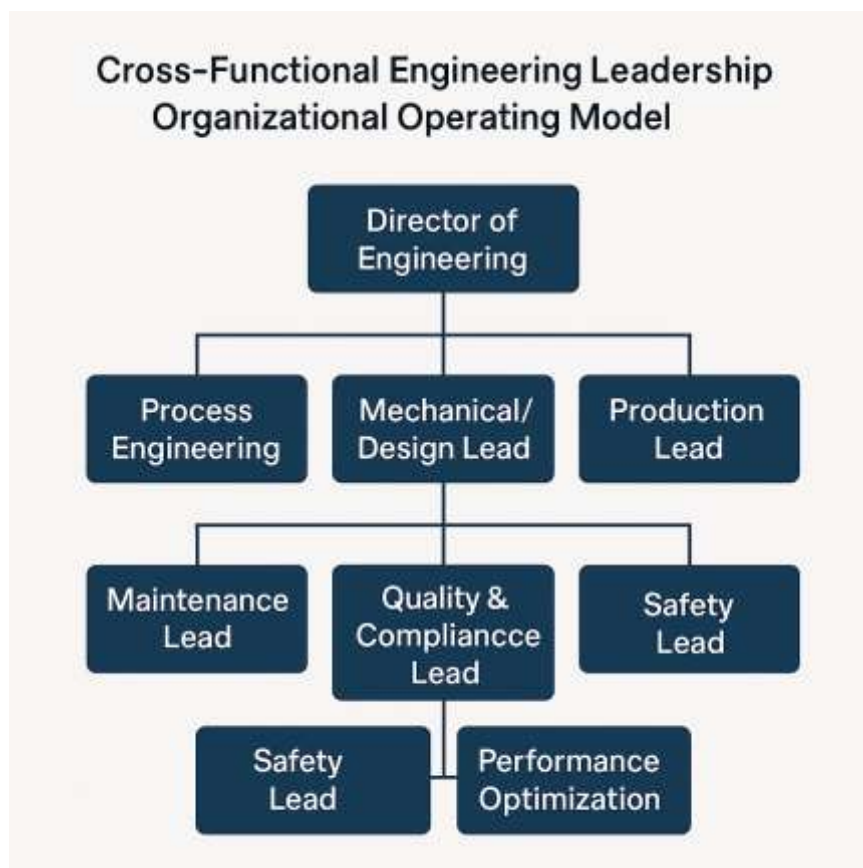 Cross-Functional Engineering Leadership
Organizational Operating Model
Director of
Engineering
Process
Engineering
Mechanical/
Design Lead
Production
Lead
Maintenance
Lead
Quality &
Compliancce
Lead
Safety
Lead
Safety
Lead
Performance
Optimization